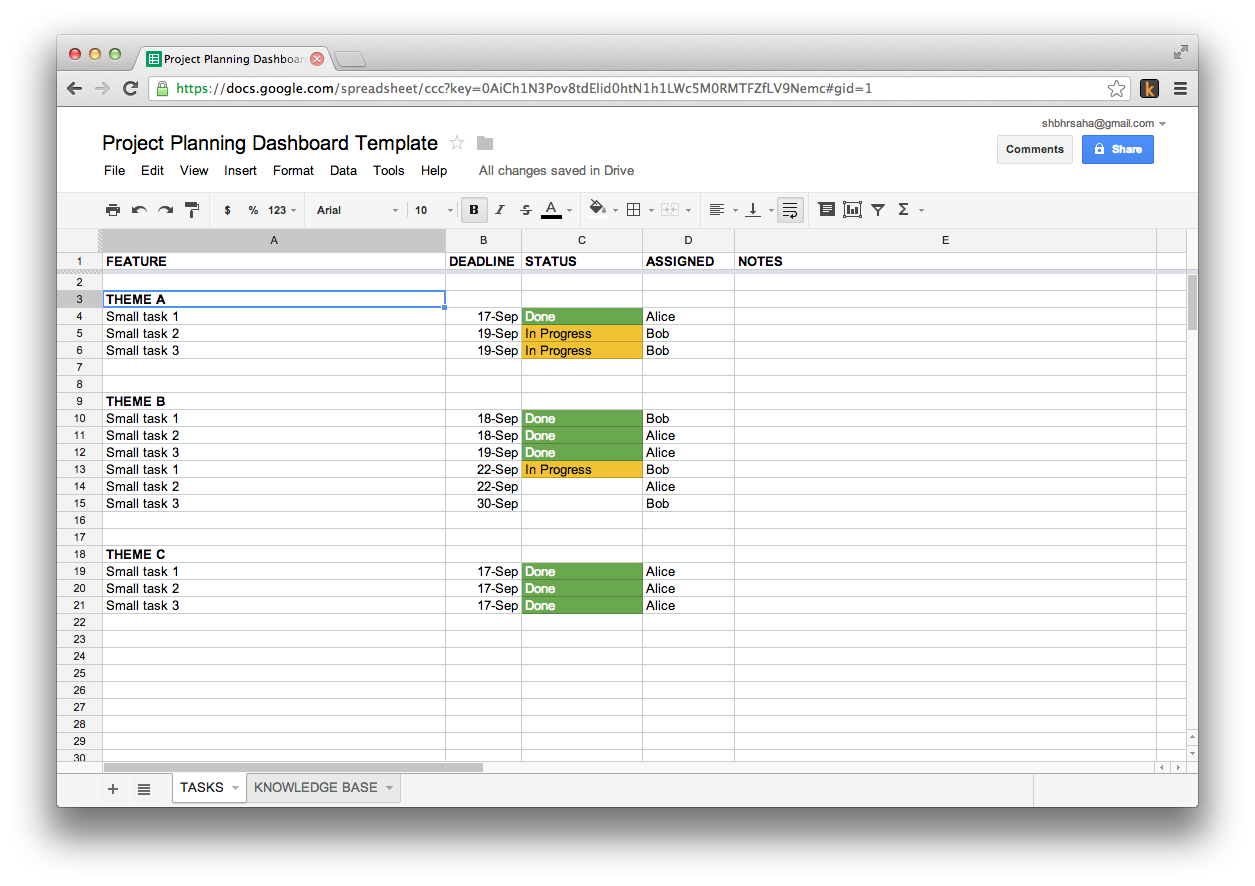 Project Planning Dashboar
https://docs.google.com/spreadsheet/ccc?key=0AiCh1N3Pov8tdElid0htN1h1LWc5M0RMTFZfLV9Nemc#gid=1
k
shbhrsaha@gmail.com
Project Planning Dashboard Template
Comments
Share
File Edit View Insert Format Data Tools Help All changes saved in Drive
$ % 123 Arial 10 B I S A Σ
A B C D E
1 FEATURE DEADLINE STATUS ASSIGNED NOTES
2
3 THEME A
4 Small task 1 17-Sep Done Alice
5 Small task 2 19-Sep In Progress Bob
6 Small task 3 19-Sep In Progress Bob
7
8
9 THEME B
10 Small task 1 18-Sep Done Bob
11 Small task 2 18-Sep Done Alice
12 Small task 3 19-Sep Done Alice
13 Small task 1 22-Sep In Progress Bob
14 Small task 2 22-Sep Alice
15 Small task 3 30-Sep Bob
16
17
18 THEME C
19 Small task 1 17-Sep Done Alice
20 Small task 2 17-Sep Done Alice
21 Small task 3 17-Sep Done Alice
22
23
24
25
26
27
28
29
30
TASKS KNOWLEDGE BASE